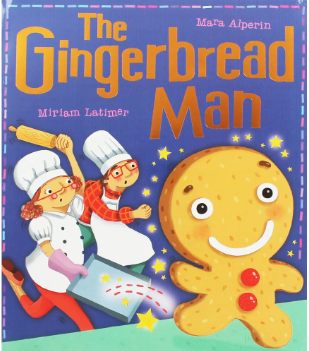 The
Mara Alperin
Gingerbread
Miriam Latimer
Man